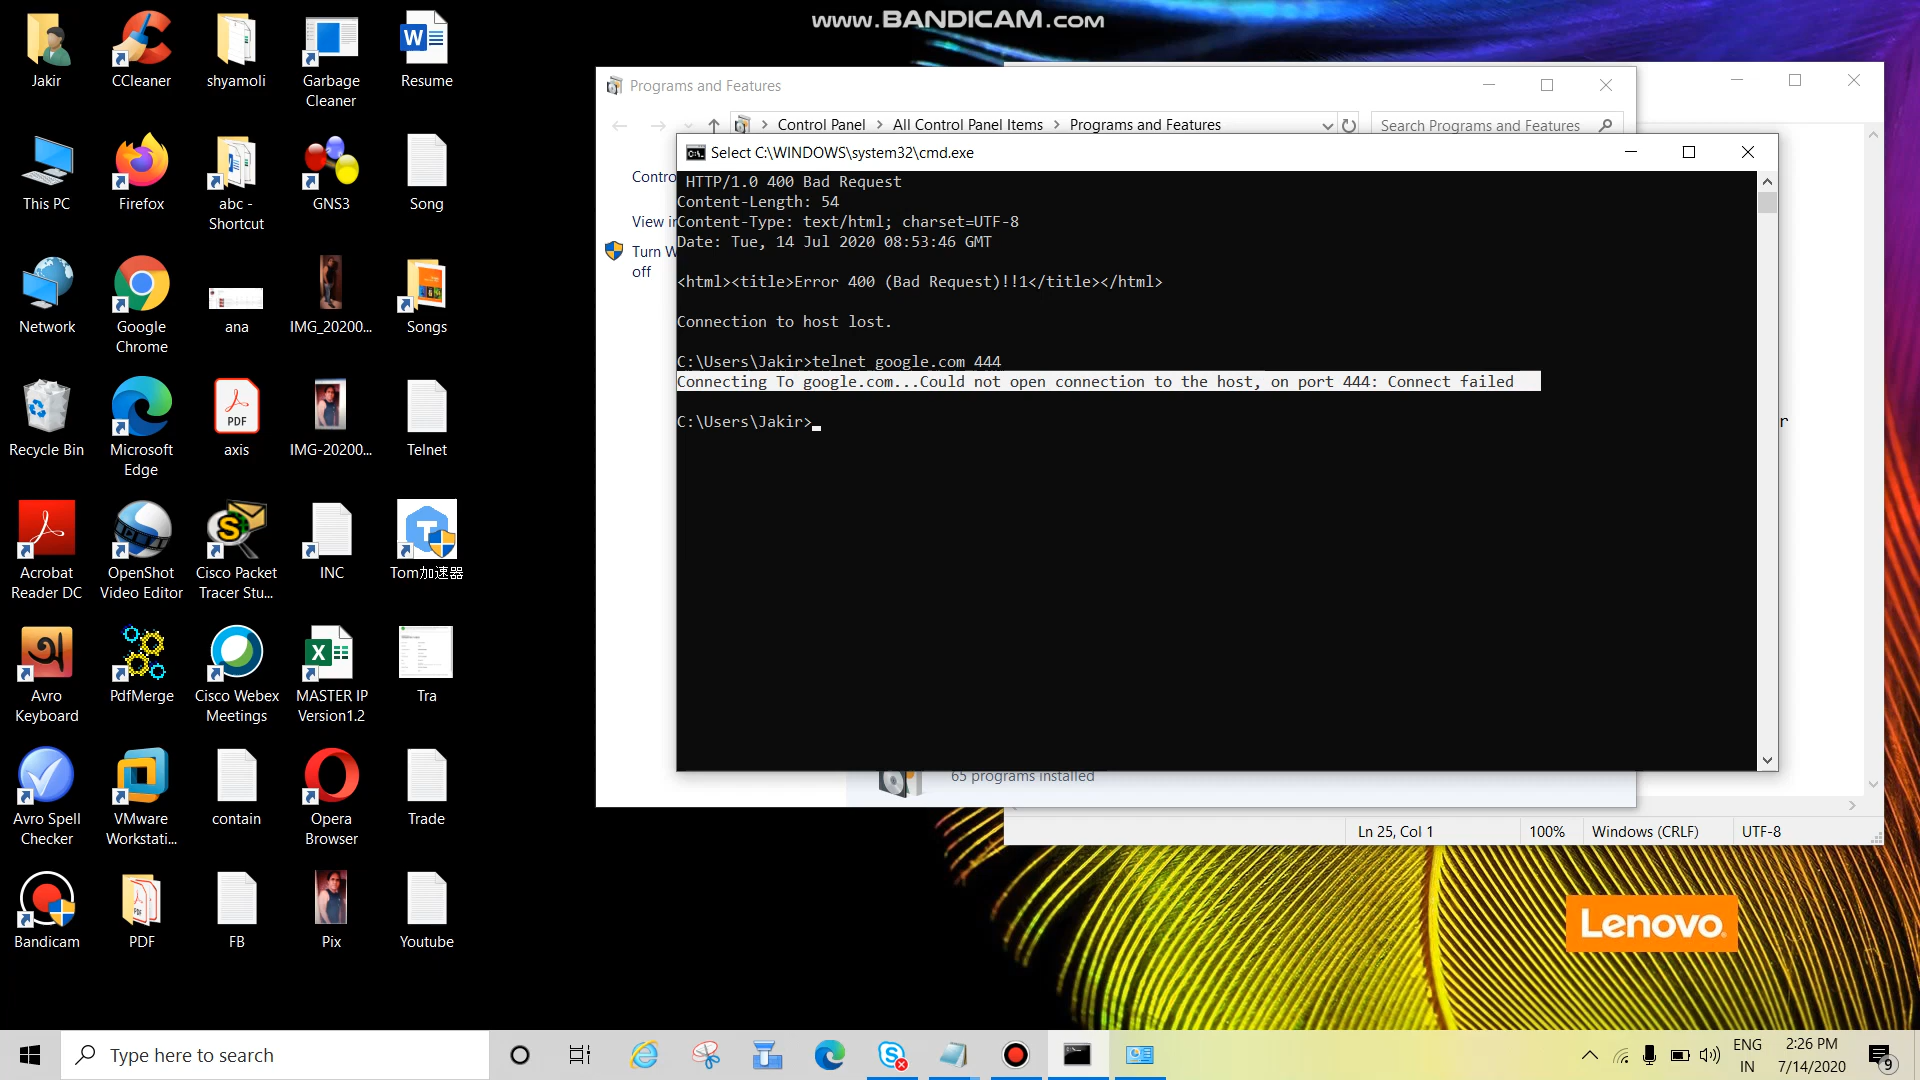 www.BANDICAM.com
Jakir
CCleaner
shyamoli
Garbage
Cleaner
Resume
This PC
Firefox
abc -
Shortcut
GNS3
Song
Network
Google
Chrome
ana
IMG_20200...
Songs
Recycle Bin
Microsoft
Edge
PDF
axis
IMG-20200...
Telnet
Acrobat
Reader DC
OpenShot
Video Editor
Cisco Packet
Tracer Stu...
INC
Tom加速器
Avro
Keyboard
PdfMerge
Cisco Webex
Meetings
MASTER IP
Version1.2
Tra
Avro Spell
Checker
VMware
Workstati...
contain
Opera
Browser
Trade
Bandicam
PDF
FB
Pix
Youtube
Programs and Features
Control Panel > All Control Panel Items > Programs and Features
Search Programs and Features
Contro
View in
Turn W
off
Select C:\WINDOWS\system32\cmd.exe
HTTP/1.0 400 Bad Request
Content-Length: 54
Content-Type: text/html; charset=UTF-8
Date: Tue, 14 Jul 2020 08:53:46 GMT
<html><title>Error 400 (Bad Request)!!1</title></html>
Connection to host lost.
C:\Users\Jakir>telnet google.com 444
Connecting To google.com...Could not open connection to the host, on port 444: Connect failed
C:\Users\Jakir>
r
65 programs installed
Ln 25, Col 1
100%
Windows (CRLF)
UTF-8
Lenovo
Type here to search
ENG
IN
2:26 PM
7/14/2020
9